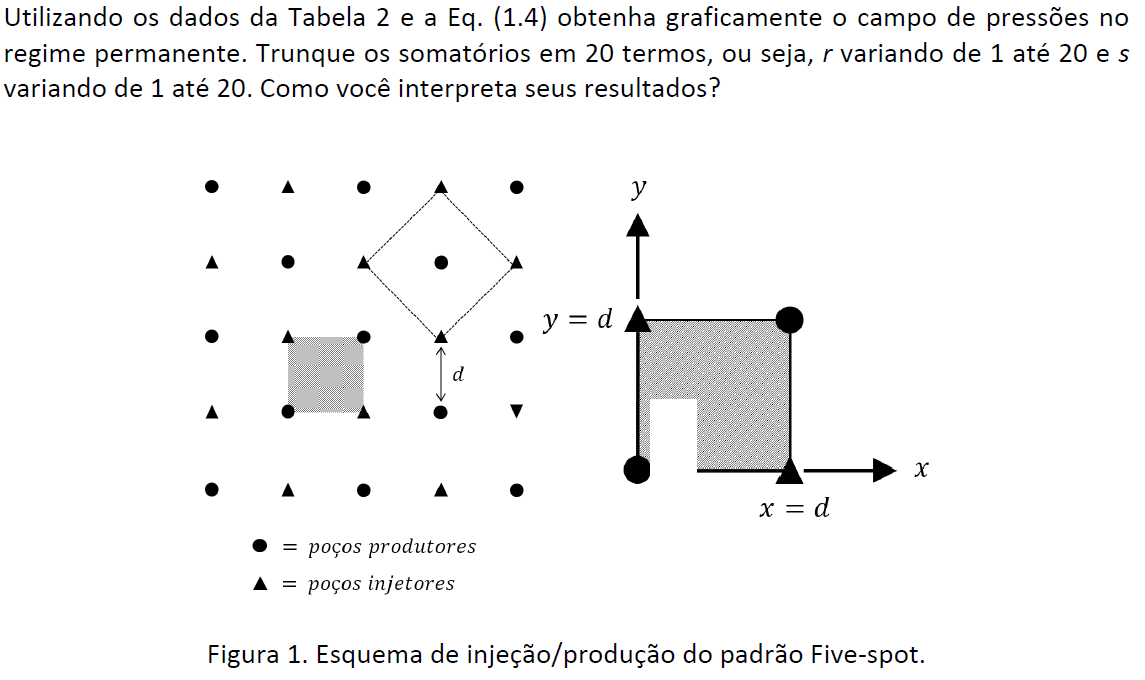 Utilizando os dados da Tabela 2 e a Eq. (1.4) obtenha graficamente o campo de pressões no
regime permanente. Trunque os somatórios em 20 termos, ou seja, r variando de 1 até 20 e s
variando de 1 até 20. Como você interpreta seus resultados?
y
y = d
d
x
x = d
= poços produtores
= poços injetores
Figura 1. Esquema de injeção/produção do padrão Five-spot.